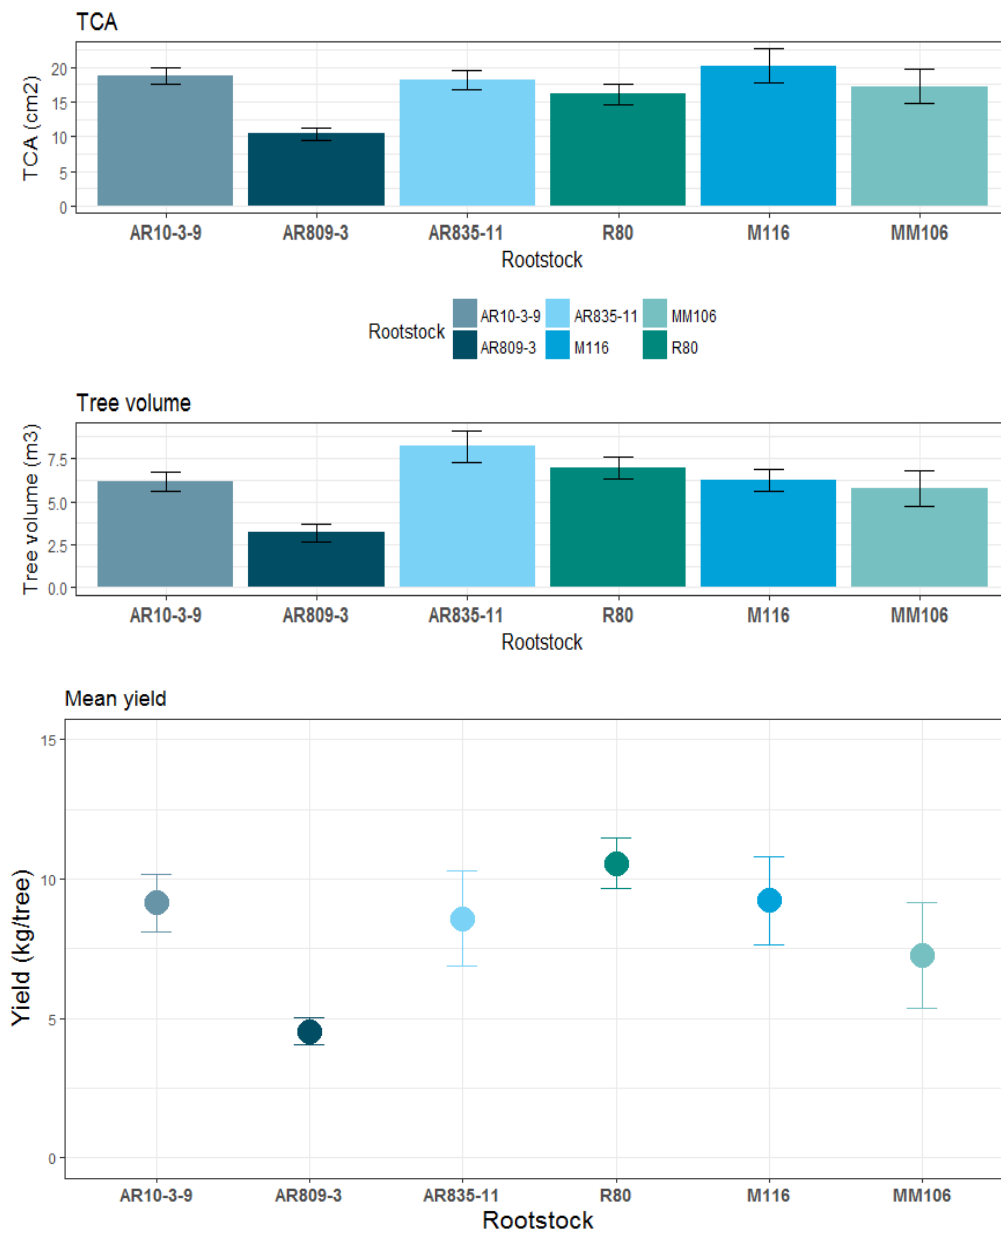 TCA
TCA (cm2)
20
15
10
5
0
AR10-3-9 AR809-3 AR835-11 R80 M116 MM106
Rootstock
Rootstock
AR10-3-9 AR835-11 MM106
AR809-3 M116 R80
Tree volume
Tree volume (m3)
7.5
5.0
2.5
0.0
AR10-3-9 AR809-3 AR835-11 R80 M116 MM106
Rootstock
Mean yield
Yield (kg/tree)
15
10
5
0
AR10-3-9 AR809-3 AR835-11 R80 M116 MM106
Rootstock